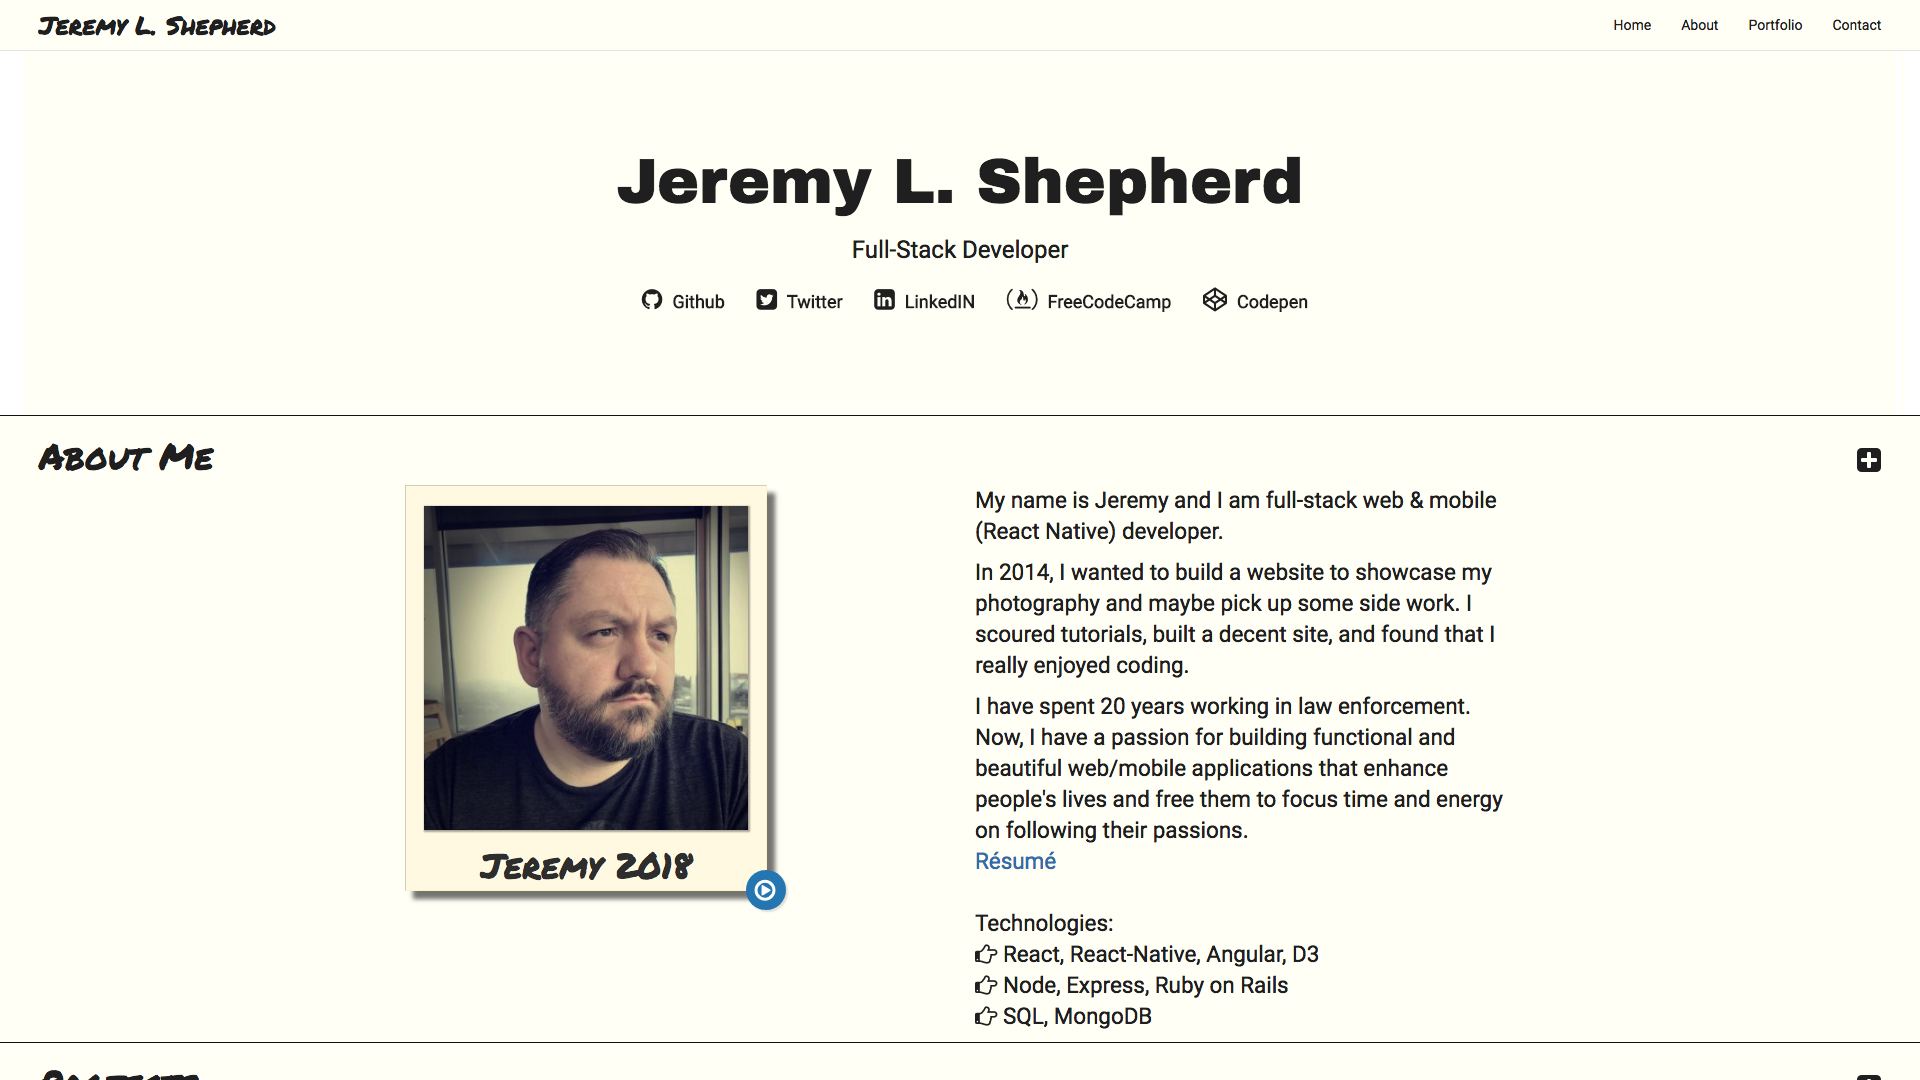 Jeremy L. Shepherd
Home About Portfolio Contact
Jeremy L. Shepherd
Full-Stack Developer
Github Twitter LinkedIN FreeCodeCamp Codepen
About Me
Jeremy 2018
My name is Jeremy and I am full-stack web & mobile
(React Native) developer.
In 2014, I wanted to build a website to showcase my
photography and maybe pick up some side work. I
scoured tutorials, built a decent site, and found that I
really enjoyed coding.
I have spent 20 years working in law enforcement.
Now, I have a passion for building functional and
beautiful web/mobile applications that enhance
people's lives and free them to focus time and energy
on following their passions.
Résumé
Technologies:
React, React-Native, Angular, D3
Node, Express, Ruby on Rails
SQL, MongoDB